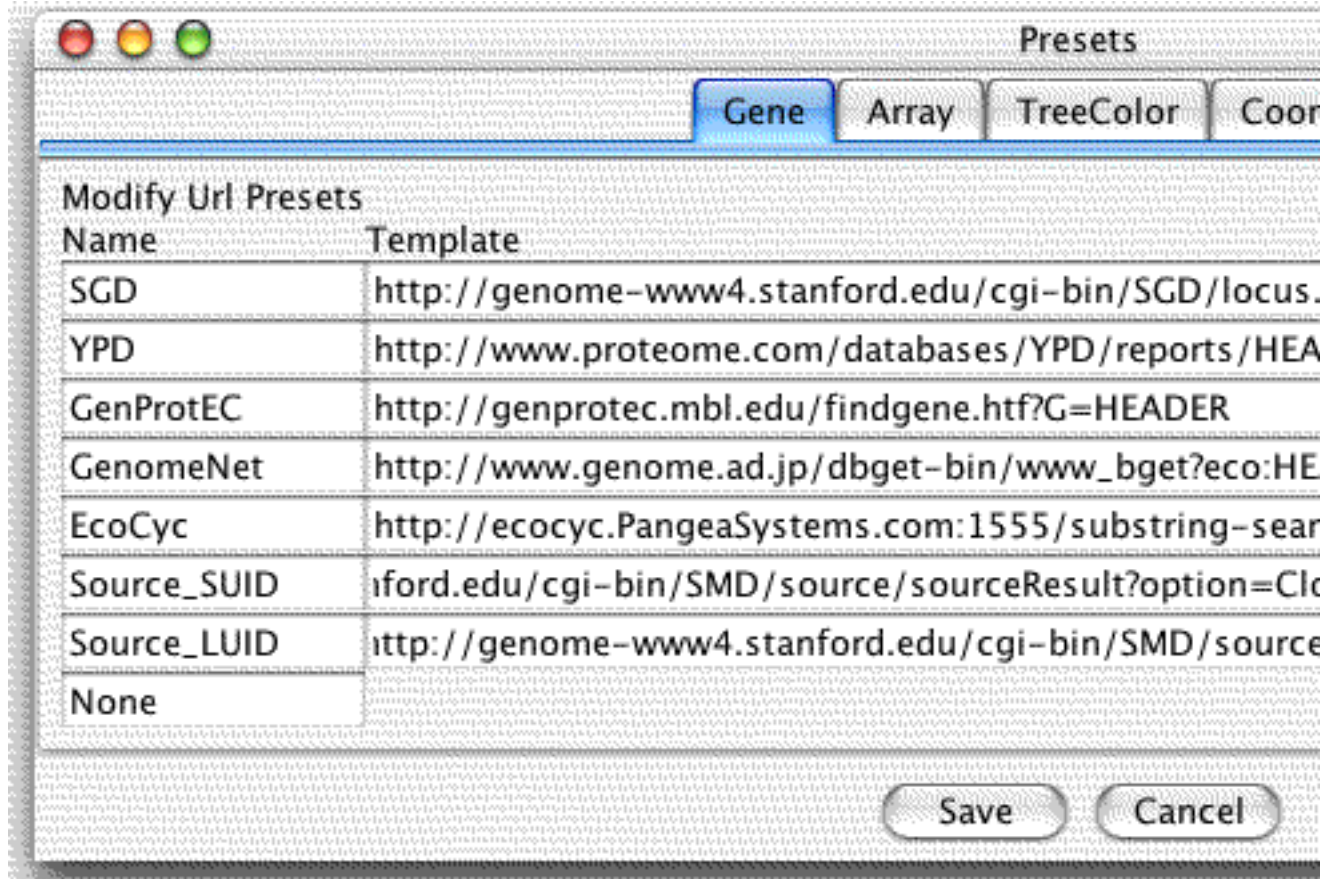 Presets
Gene Array TreeColor Coor
Modify Url Presets
Name Template
SGD http://genome-www4.stanford.edu/cgi-bin/SGD/locus.
YPD http://www.proteome.com/databases/YPD/reports/HEA
GenProtEC http://genprotec.mbl.edu/findgene.htf?G=HEADER
GenomeNet http://www.genome.ad.jp/dbget-bin/www_bget?eco:HE
EcoCyc http://ecocyc.PangeaSystems.com:1555/substring-sear
Source_SUID nford.edu/cgi-bin/SMD/source/sourceResult?option=Clo
Source_LUID http://genome-www4.stanford.edu/cgi-bin/SMD/source
None
Save Cancel